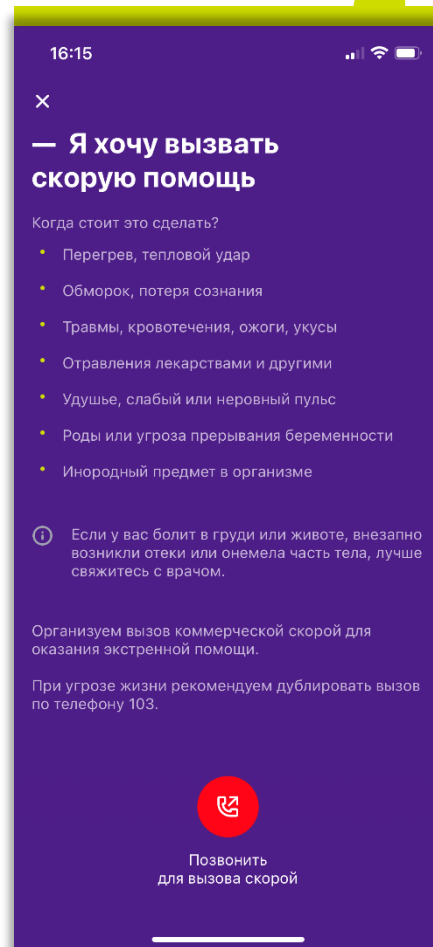 16:15
— Я хочу вызвать
скорую помощь
Когда стоит это сделать?
• Перегрев, тепловой удар
• Обморок, потеря сознания
• Травмы, кровотечения, ожоги, укусы
• Отравления лекарствами и другими
• Удушье, слабый или неровный пульс
• Роды или угроза прерывания беременности
• Инородный предмет в организме
Если у вас болит в груди или животе, внезапно
возникли отеки или онемела часть тела, лучше
свяжитесь с врачом.
Организуем вызов коммерческой скорой для
оказания экстренной помощи.
При угрозе жизни рекомендуем дублировать вызов
по телефону 103.
Позвонить
для вызова скорой